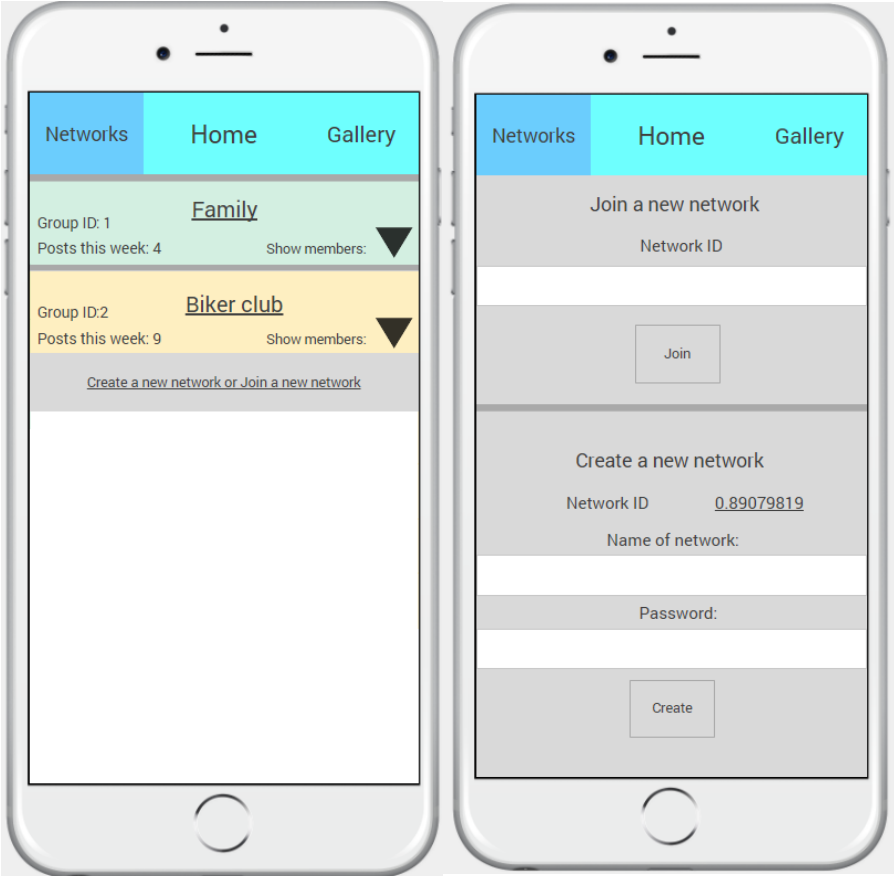 Networks Home Gallery
Family
Group ID: 1
Posts this week: 4 Show members:
Biker club
Group ID:2
Posts this week: 9 Show members:
Create a new network or Join a new network
Networks Home Gallery
Join a new network
Network ID
Join
Create a new network
Network ID 0.89079819
Name of network:
Password:
Create